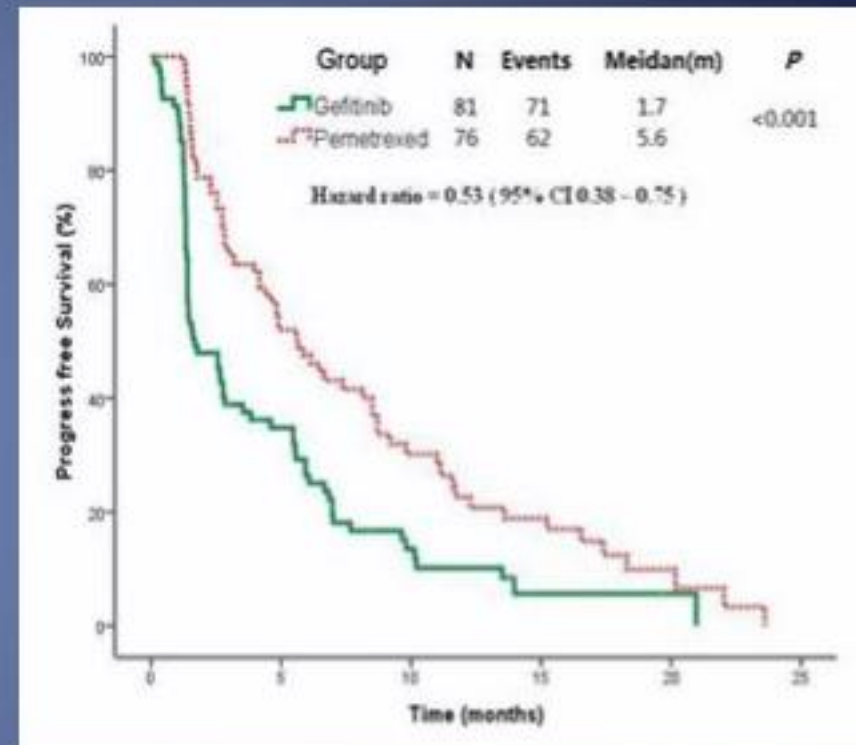 Group N Events Meidan(m) P
Gefitinib 81 71 1.7
<0.001
Pemetrexed 76 62 5.6
Hazard ratio = 0.53 ( 95% CI 0.38 – 0.75 )
Progress free Survival (%)
100
80
60
40
20
0
0 5 10 15 20 25
Time (months)